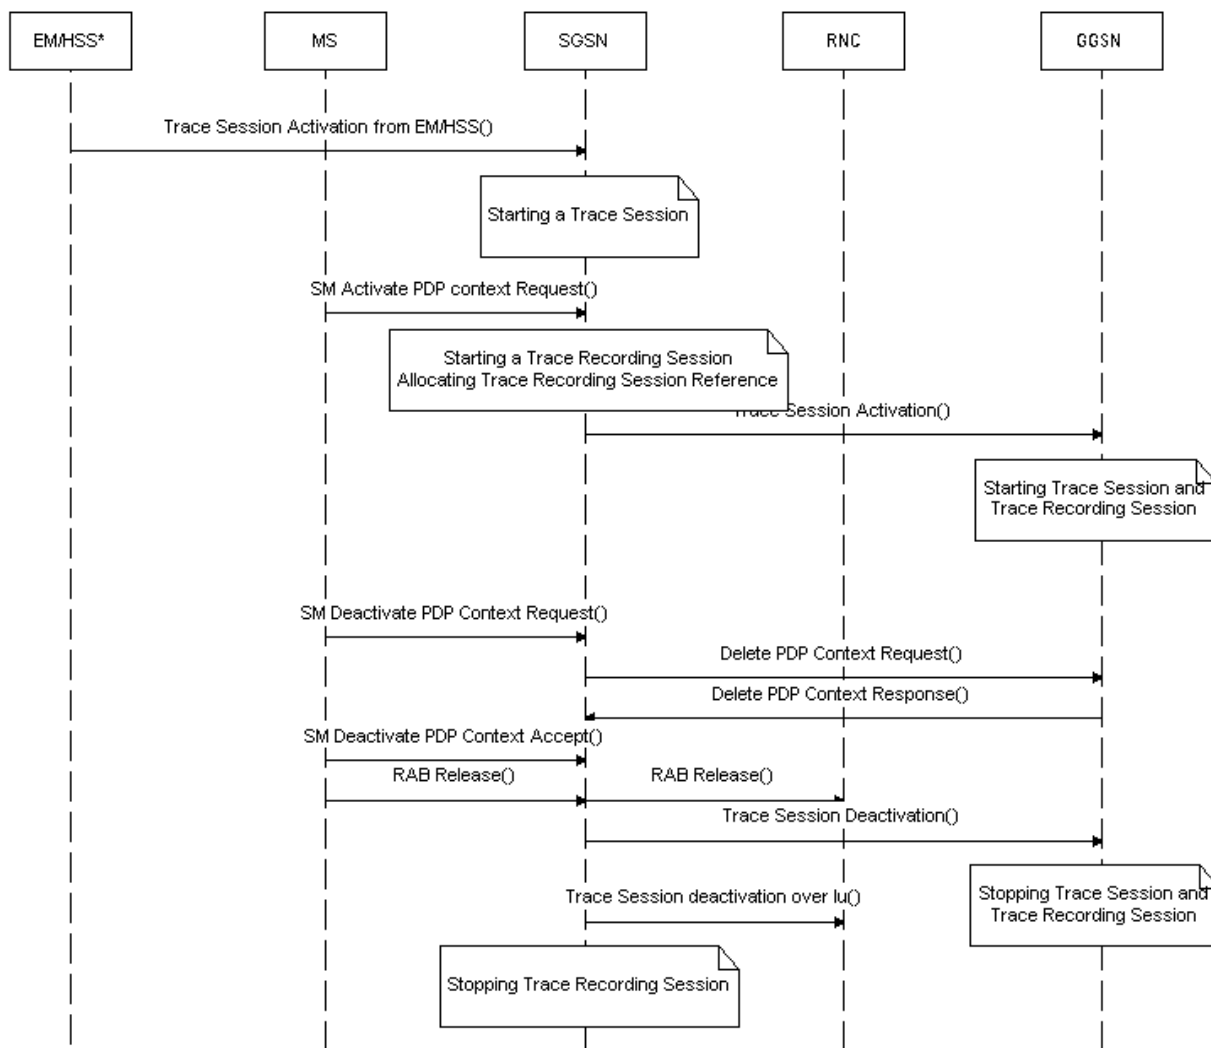 EM/HSS*
MS
SGSN
RNC
GGSN
Trace Session Activation from EM/HSS()
Starting a Trace Session
SM Activate PDP context Request()
Starting a Trace Recording Session
Allocating Trace Recording Session Reference
Trace Session Activation()
Starting Trace Session and
Trace Recording Session
SM Deactivate PDP Context Request()
Delete PDP Context Request()
Delete PDP Context Response()
SM Deactivate PDP Context Accept()
RAB Release()
RAB Release()
Trace Session Deactivation()
Stopping Trace Session and
Trace Recording Session
Trace Session deactivation over Iu()
Stopping Trace Recording Session